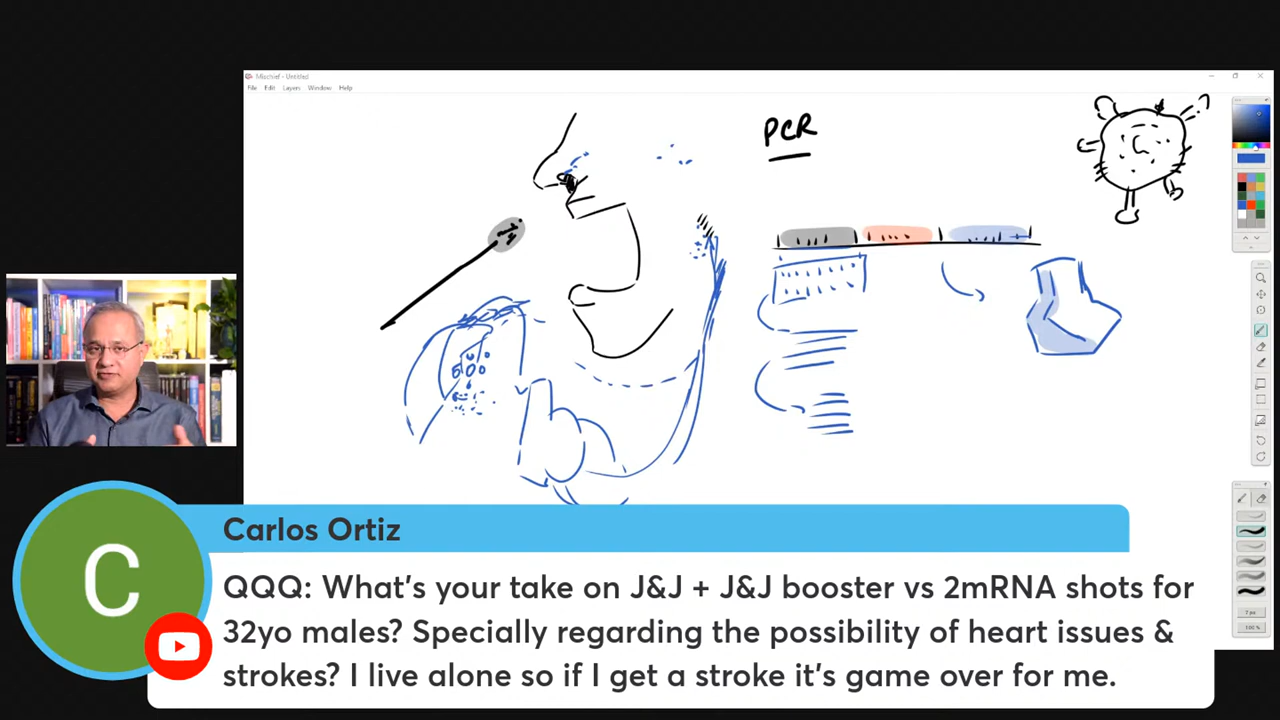 Mischief - Untitled
File Edit Layers Window Help
PCR
C
Carlos Ortiz
QQQ: What's your take on J&J + J&J booster vs 2mRNA shots for
32yo males? Specially regarding the possibility of heart issues &
strokes? I live alone so if I get a stroke it's game over for me.